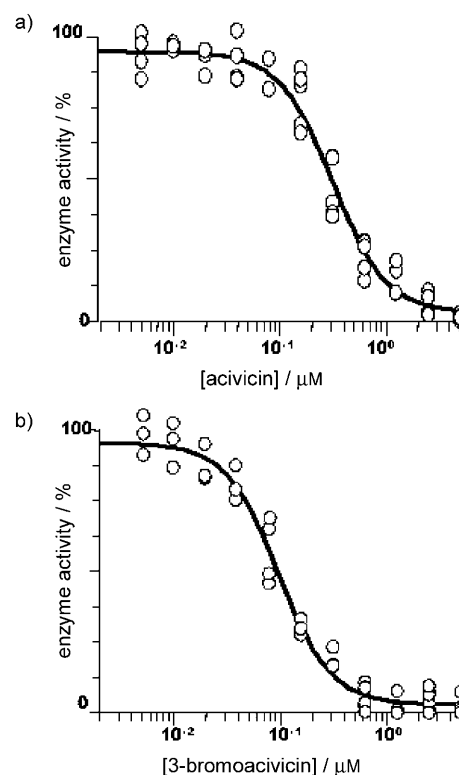 a)
100
enzyme activity / %
0
10-2
10-1
100
[acivicin] / μM
b)
100
enzyme activity / %
0
10-2
10-1
100
[3-bromoacivicin] / μM